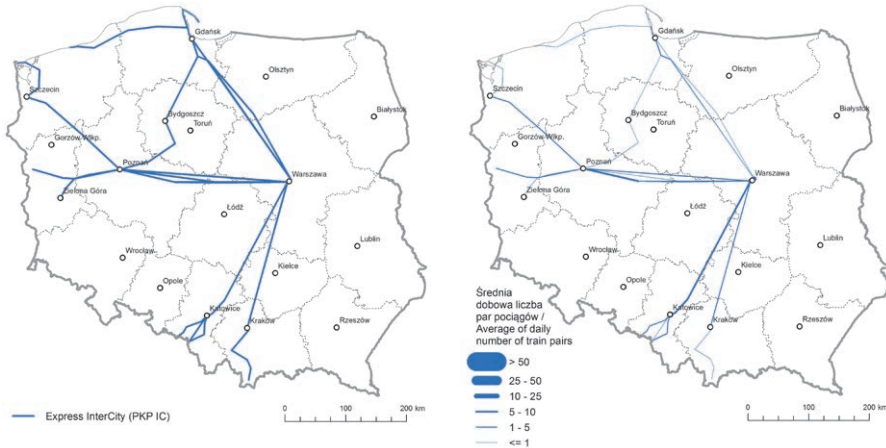 Gdańsk
Olsztyn
Szczecin
Bydgoszcz
Toruń
Białystok
Gorzów Wlkp.
Poznań
Warszawa
Zielona Góra
Łódź
Wrocław
Lublin
Opole
Kielce
Katowice
Kraków
Rzeszów
Express InterCity (PKP IC)
0 100 200 km
Gdańsk
Olsztyn
Szczecin
Bydgoszcz
Toruń
Białystok
Gorzów Wlkp.
Poznań
Warszawa
Zielona Góra
Łódź
Wrocław
Lublin
Opole
Kielce
Katowice
Kraków
Rzeszów
Średnia
dobowa liczba
par pociągów /
Average of daily
number of train pairs
> 50
25 - 50
10 - 25
5 - 10
1 - 5
<= 1
0 100 200 km